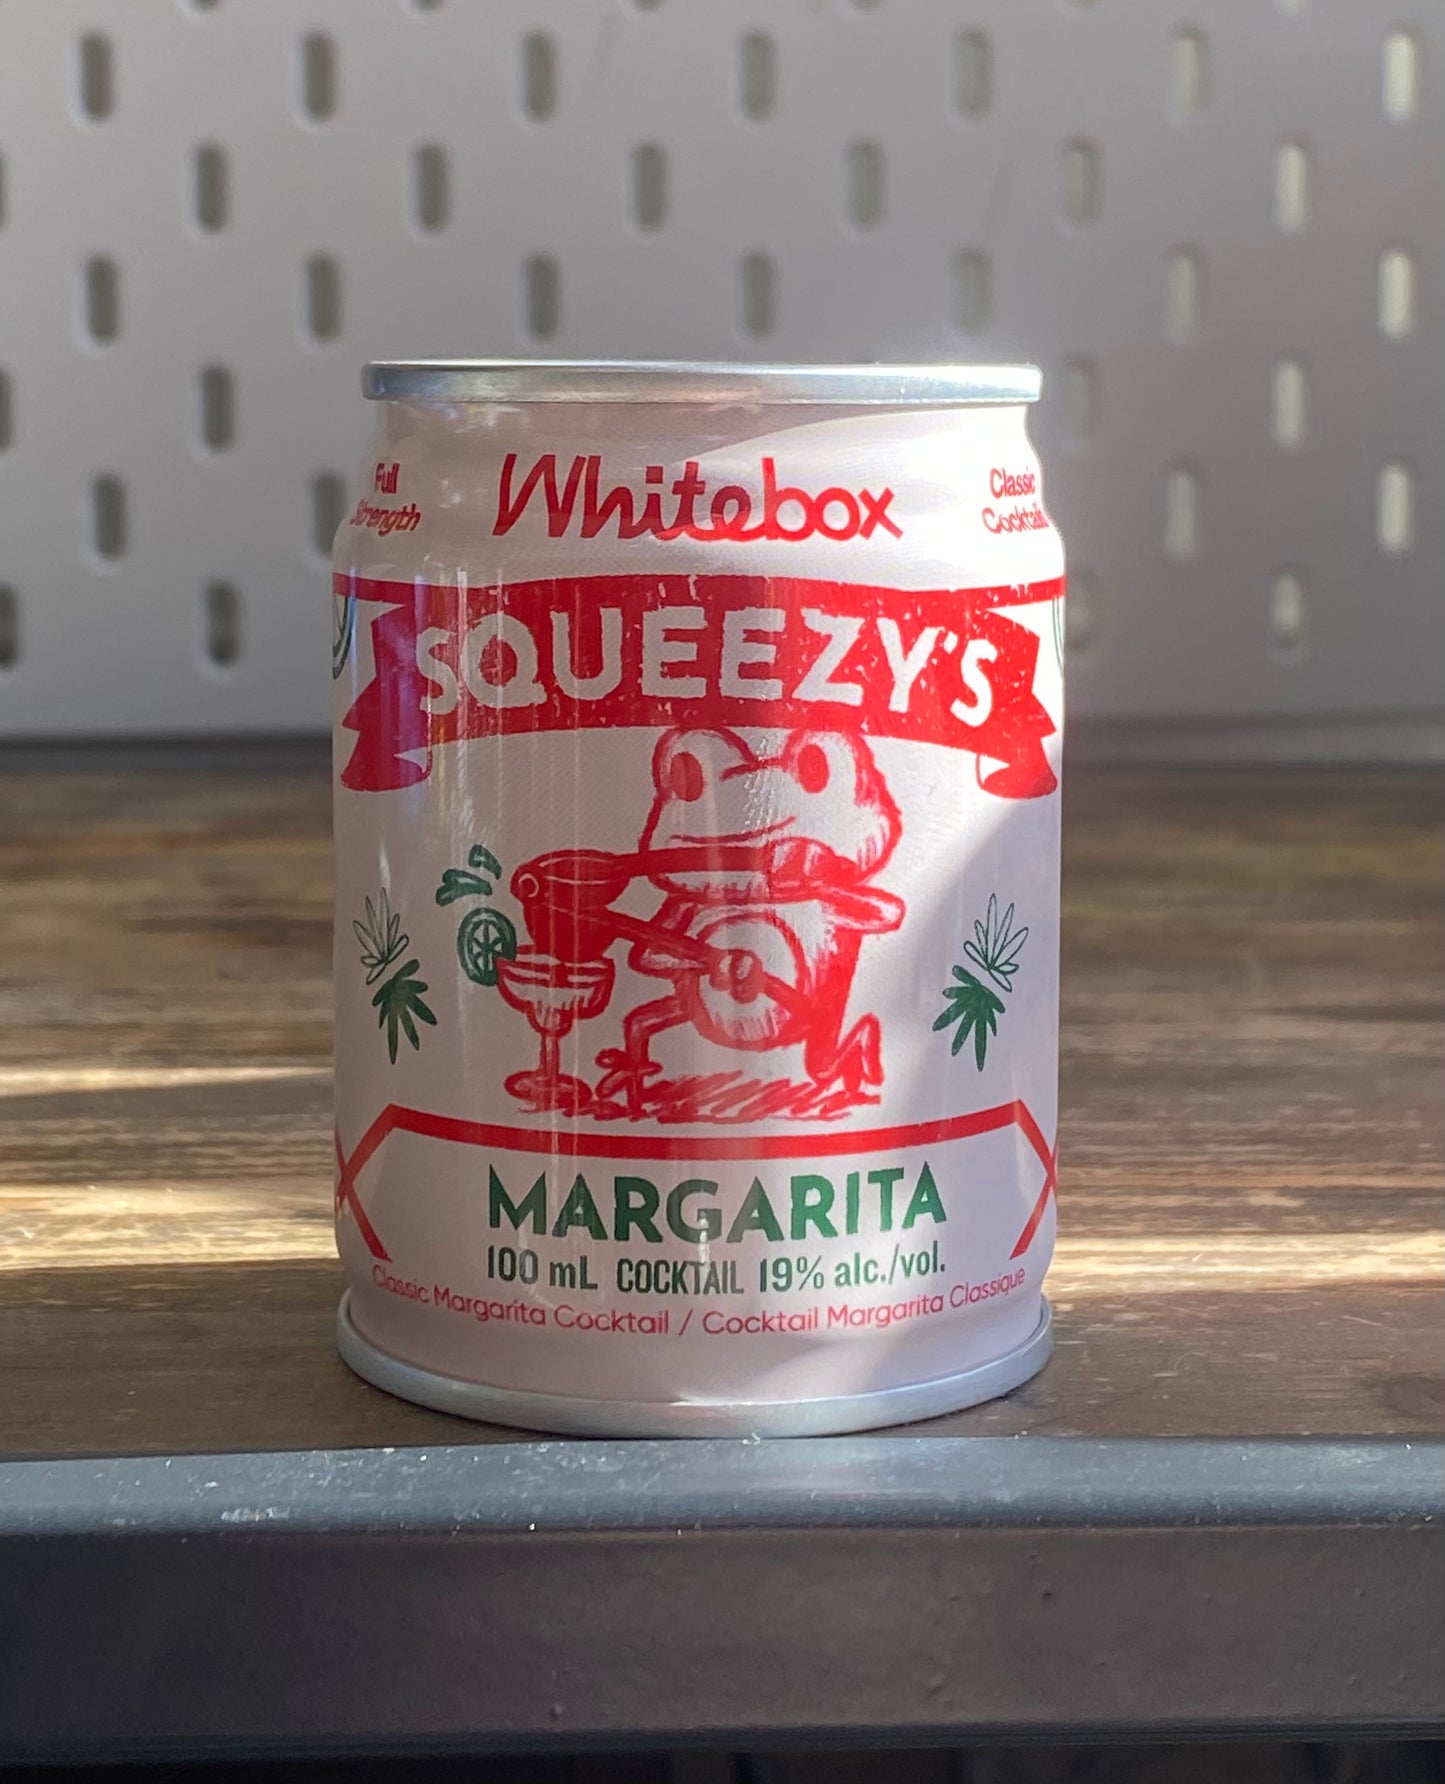 Whitebox
Full
Strength
Classic
Cocktails
SQUEEZY'S
MARGARITA
100 mL COCKTAIL 19% alc./vol.
Classic Margarita Cocktail / Cocktail Margarita Classique